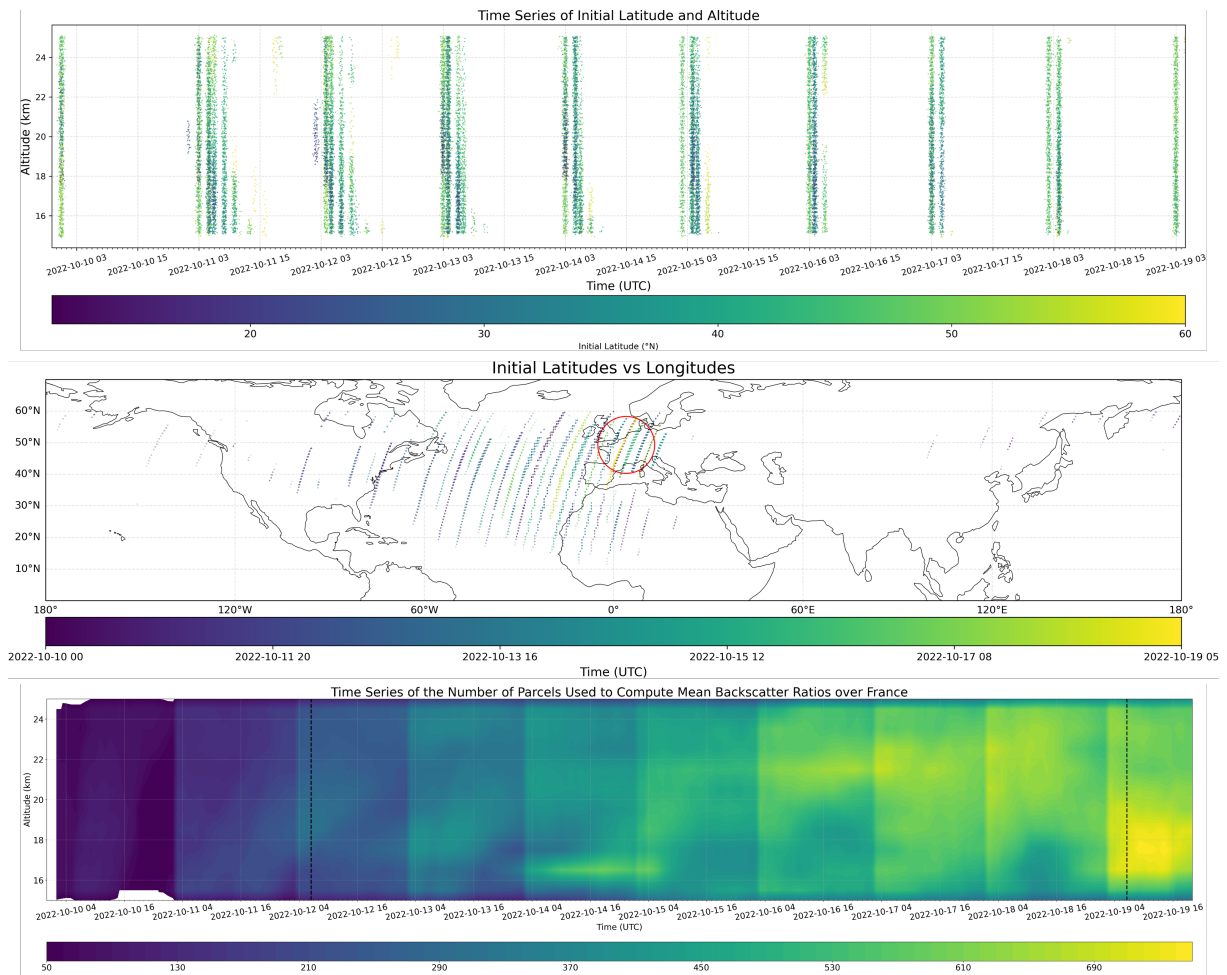 Time Series of Initial Latitude and Altitude
Altitude (km)
24
22
20
18
16
2022-10-10 03 2022-10-10 15 2022-10-11 03 2022-10-11 15 2022-10-12 03 2022-10-12 15 2022-10-13 03 2022-10-13 15 2022-10-14 03 2022-10-14 15 2022-10-15 03 2022-10-15 15 2022-10-16 03 2022-10-16 15 2022-10-17 03 2022-10-17 15 2022-10-18 03 2022-10-18 15 2022-10-19 03
Time (UTC)
20 30 40 50 60
Initial Latitude (°N)
Initial Latitudes vs Longitudes
60°N
50°N
40°N
30°N
20°N
10°N
180° 120°W 60°W 0° 60°E 120°E 180°
2022-10-10 00 2022-10-11 20 2022-10-13 16 2022-10-15 12 2022-10-17 08 2022-10-19 05
Time (UTC)
Time Series of the Number of Parcels Used to Compute Mean Backscatter Ratios over France
Altitude (km)
24
22
20
18
16
2022-10-10 04 2022-10-10 16 2022-10-11 04 2022-10-11 16 2022-10-12 04 2022-10-12 16 2022-10-13 04 2022-10-13 16 2022-10-14 04 2022-10-14 16 2022-10-15 04 2022-10-15 16 2022-10-16 04 2022-10-16 16 2022-10-17 04 2022-10-17 16 2022-10-18 04 2022-10-18 16 2022-10-19 04 2022-10-19 16
Time (UTC)
50 130 210 290 370 450 530 610 690